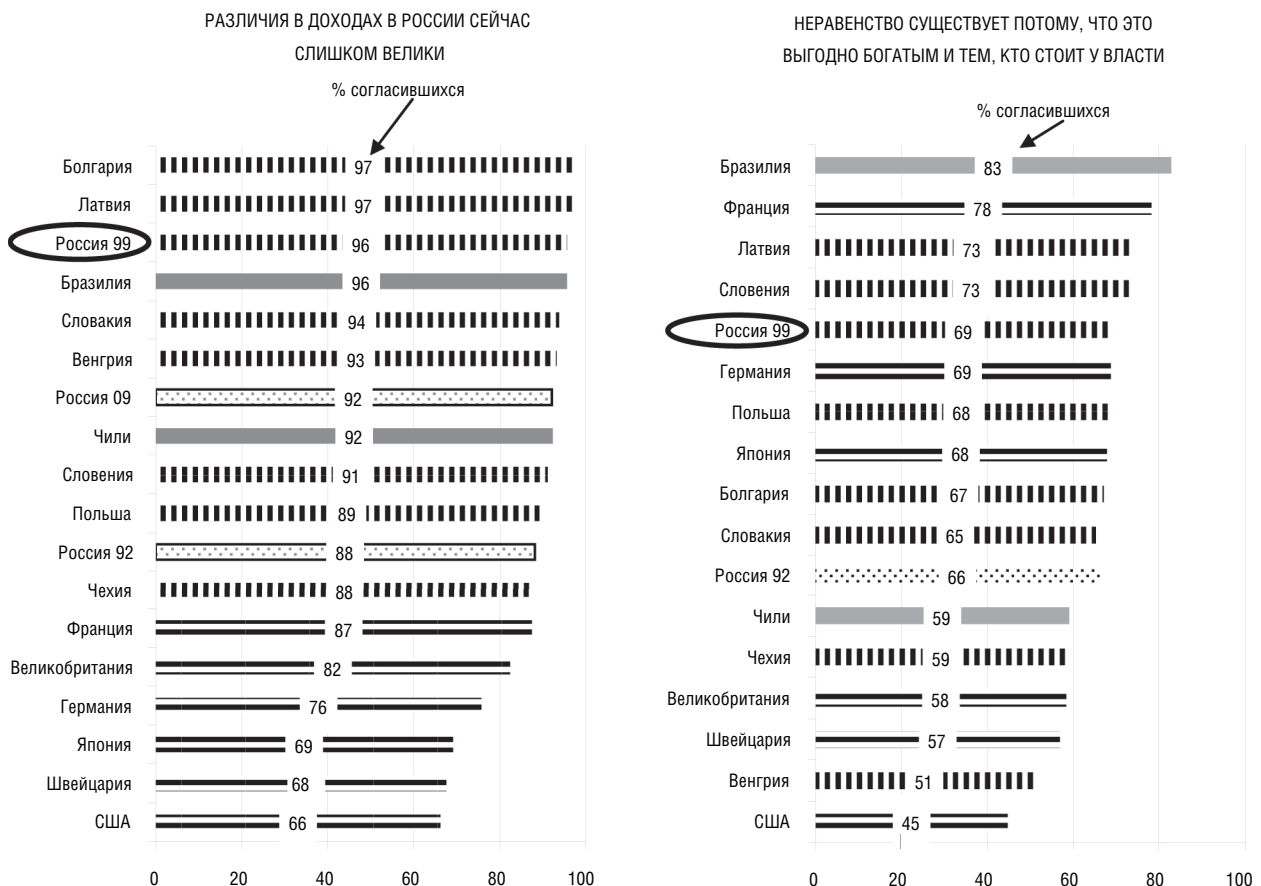 РАЗЛИЧИЯ В ДОХОДАХ В РОССИИ СЕЙЧАС
СЛИШКОМ ВЕЛИКИ
% согласившихся
Болгария 97
Латвия 97
Россия 99 96
Бразилия 96
Словакия 94
Венгрия 93
Россия 09 92
Чили 92
Словения 91
Польша 89
Россия 92 88
Чехия 88
Франция 87
Великобритания 82
Германия 76
Япония 69
Швейцария 68
США 66
0 20 40 60 80 100
НЕРАВЕНСТВО СУЩЕСТВУЕТ ПОТОМУ, ЧТО ЭТО
ВЫГОДНО БОГАТЫМ И ТЕМ, КТО СТОИТ У ВЛАСТИ
% согласившихся
Бразилия 83
Франция 78
Латвия 73
Словения 73
Россия 99 69
Германия 69
Польша 68
Япония 68
Болгария 67
Словакия 65
Россия 92 66
Чили 59
Чехия 59
Великобритания 58
Швейцария 57
Венгрия 51
США 45
0 20 40 60 80 100